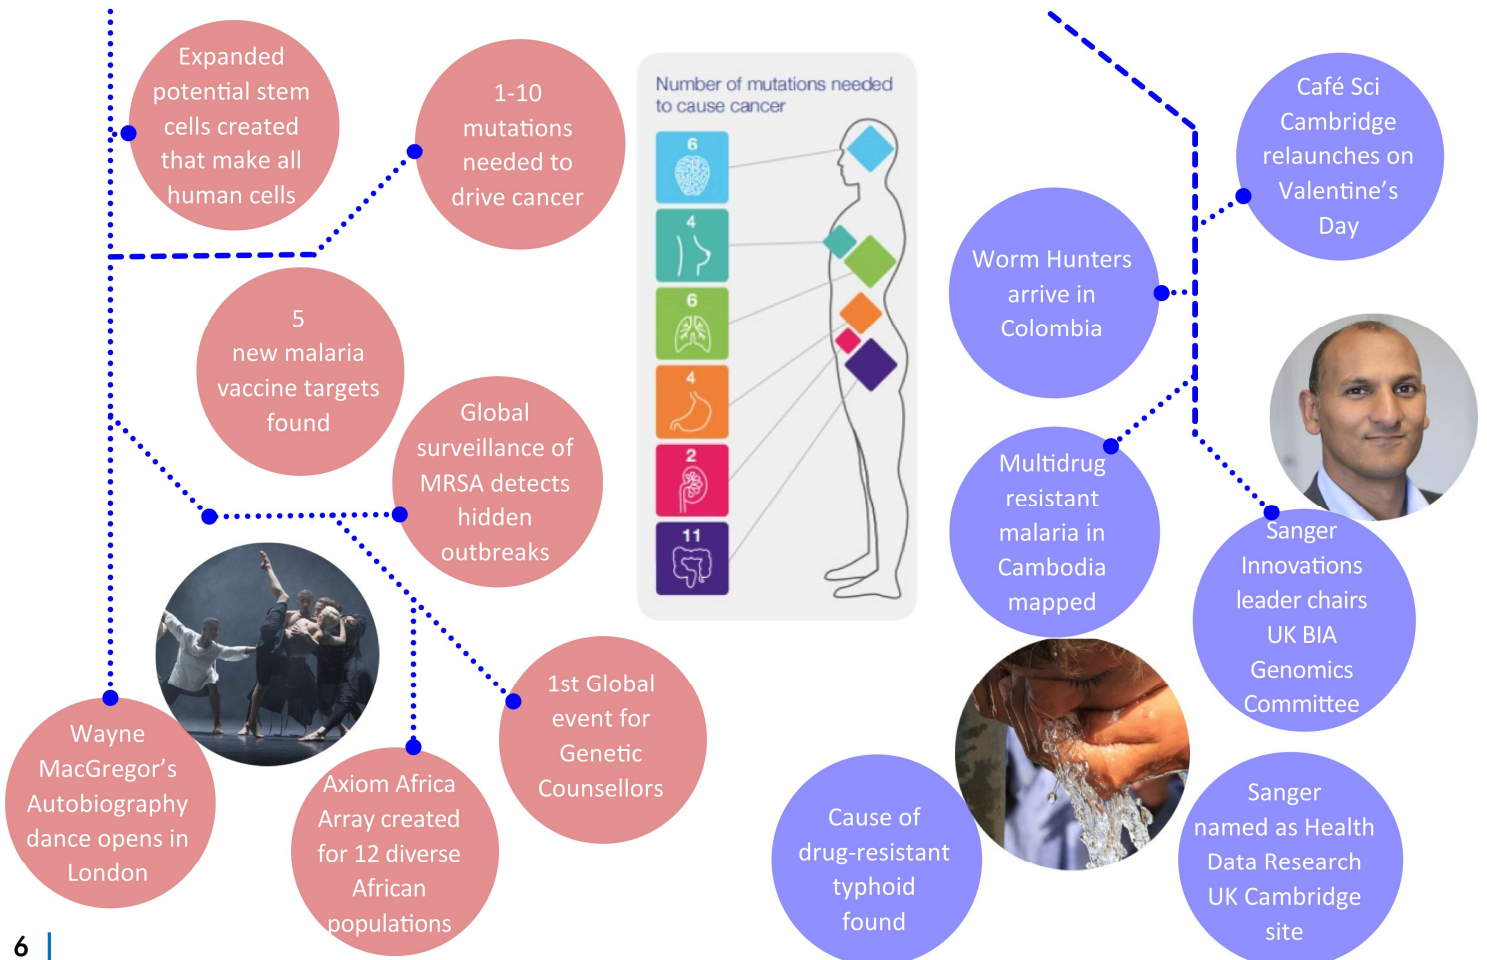 Expanded
potential stem
cells created
that make all
human cells
1-10
mutations
needed to
drive cancer
5
new malaria
vaccine targets
found
Global
surveillance of
MRSA detects
hidden
outbreaks
Wayne
MacGregor’s
Autobiography
dance opens in
London
Axiom Africa
Array created
for 12 diverse
African
populations
1st Global
event for
Genetic
Counsellors
Number of mutations needed
to cause cancer
6
4
6
4
2
11
Café Sci
Cambridge
relaunches on
Valentine’s
Day
Worm Hunters
arrive in
Colombia
Multidrug
resistant
malaria in
Cambodia
mapped
Sanger
Innovations
leader chairs
UK BIA
Genomics
Committee
Cause of
drug-resistant
typhoid
found
Sanger
named as Health
Data Research
UK Cambridge
site
6